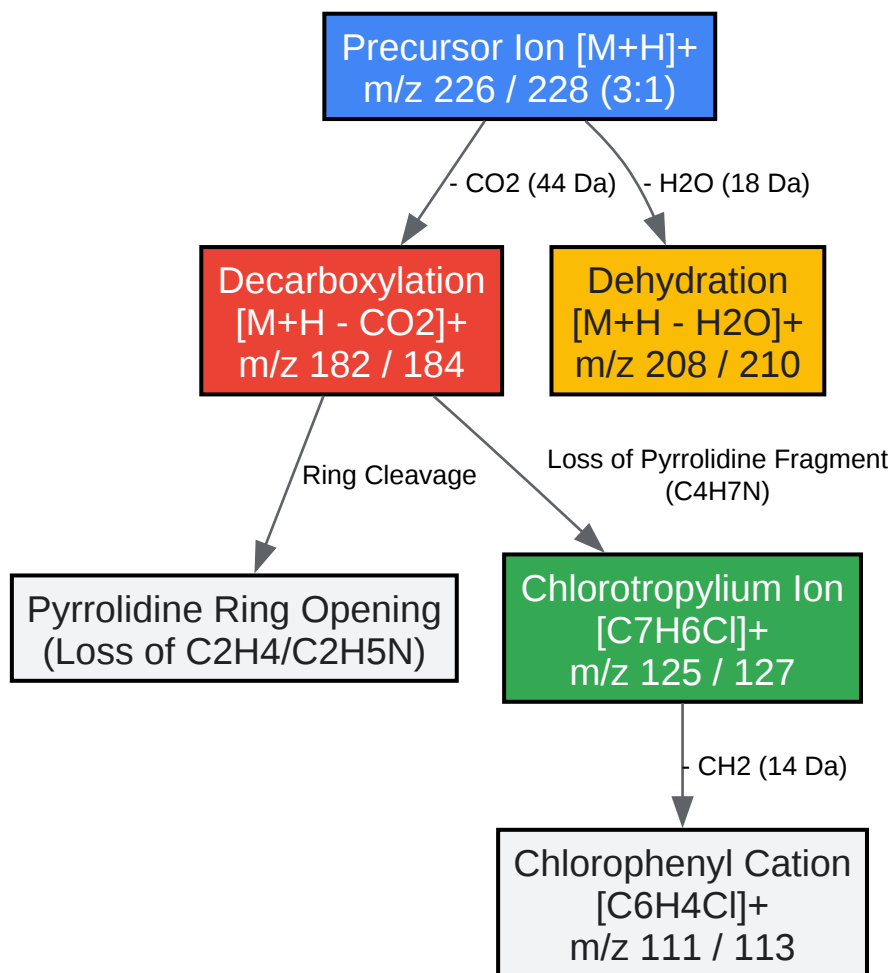 Precursor Ion [M+H]+
m/z 226 / 228 (3:1)
- CO2 (44 Da)
- H2O (18 Da)
Decarboxylation
[M+H - CO2]+
m/z 182 / 184
Dehydration
[M+H - H2O]+
m/z 208 / 210
Ring Cleavage
Loss of Pyrrolidine Fragment
(C4H7N)
Pyrrolidine Ring Opening
(Loss of C2H4/C2H5N)
Chlorotropylium Ion
[C7H6Cl]+
m/z 125 / 127
- CH2 (14 Da)
Chlorophenyl Cation
[C6H4Cl]+
m/z 111 / 113